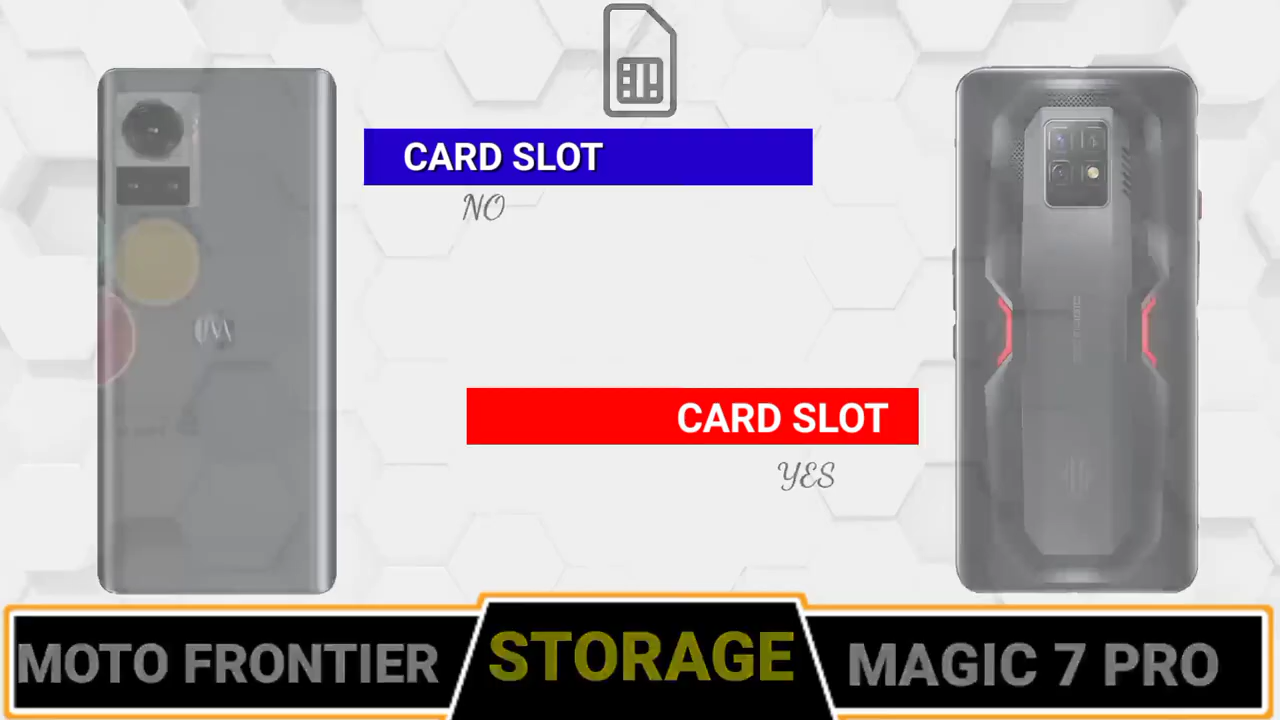 CARD SLOT
NO
CARD SLOT
YES
MOTO FRONTIER
STORAGE
MAGIC 7 PRO